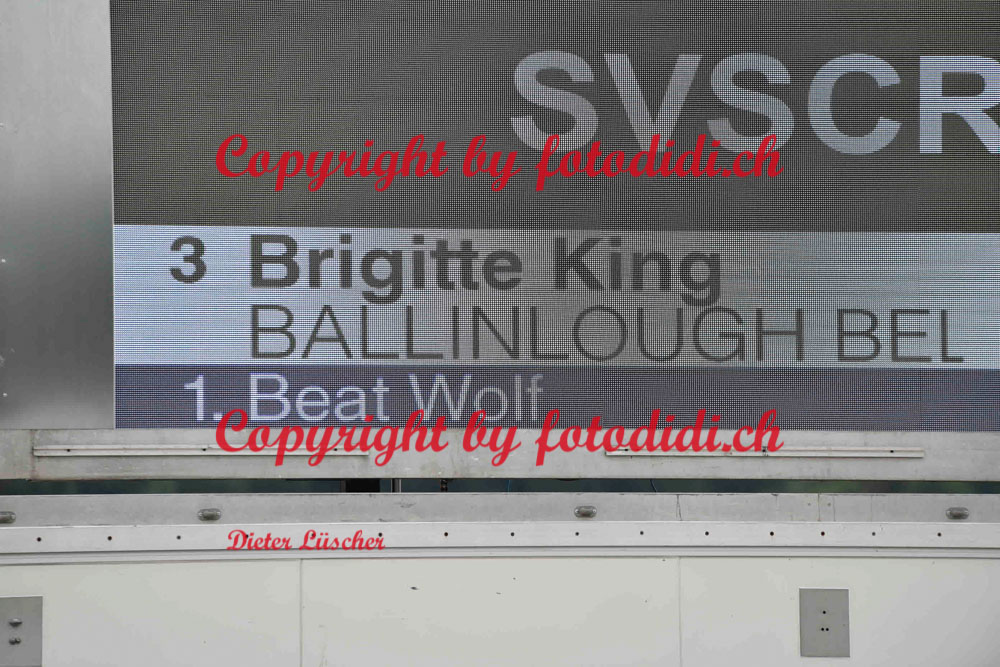 SVSCR
Copyright by fotodidi.ch
3 Brigitte King
BALLINLOUGH BEL
1. Beat Wolf
Copyright by fotodidi.ch
Dieter Lüscher